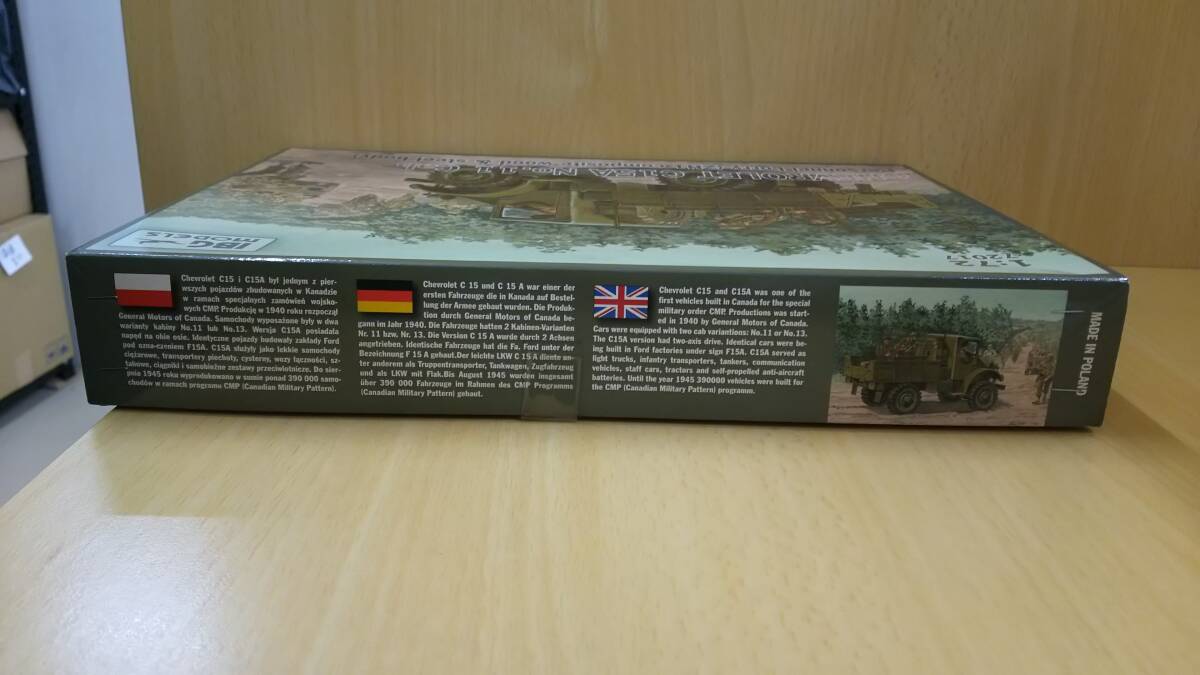 VROLET C15A No.11 C
composite wood & steel body)
IBG
models
Chevrolet C15 i C15A był jednym z pier-
wszych pojazdów zbudowanych w Kanadzie
w ramach specjalnych zamówień wojsko-
wych CMP. Produkcję w 1940 roku rozpoczął
General Motors of Canada. Samochody wyposażone były w dwa
warianty kabiny No.11 lub No.13. Wersja C15A posiadała
napęd na obie osie. Identyczne pojazdy budowały zakłady Ford
pod ozna-czeniem F15A. C15A służyły jako lekkie samochody
ciężarowe, transportery piechoty, cysterny, wozy łączności, sz-
tabowe, ciągniki i samobieżne zestawy przeciwlotnicze. Do sier-
pnia 1945 roku wyprodukowano w sumie ponad 390 000 samo-
chodów w ramach programu CMP (Canadian Military Pattern).
Chevrolet C 15 und C 15 A war einer der
ersten Fahrzeuge die in Kanada auf Bestel-
lung der Armee gebaut wurden. Die Produk-
tion durch General Motors of Canada be-
gann im Jahr 1940. Die Fahrzeuge hatten 2 Kabinen-Varianten
Nr. 11 bzw. Nr. 13. Die Version C 15 A wurde durch 2 Achsen
angetrieben. Identische Fahrzeuge hat die Fa. Ford unter der
Bezeichnung F 15 A gebaut.Der leichte LKW C 15 A diente un-
ter anderem als Truppentransporter, Tankwagen, Zugfahrzeug
und als LKW mit Flak.Bis August 1945 wurden insgesamt
über 390 000 Fahrzeuge im Rahmen des CMP Programms
(Canadian Military Pattern) gebaut.
Chevrolet C15 and C15A was one of the
first vehicles built in Canada for the special
military order CMP. Productions was start-
ed in 1940 by General Motors of Canada.
Cars were equipped with two cab variantions: No.11 or No.13.
The C15A version had two-axis drive. Identical cars were be-
ing built in Ford factories under sign F15A. C15A served as
light trucks, infantry transporters, tankers, communication
vehicles, staff cars, tractors and self-propelled anti-aircraft
batteries. Until the year 1945 390000 vehicles were built for
the CMP (Canadian Military Pattern) programm.
MADE IN POLAND